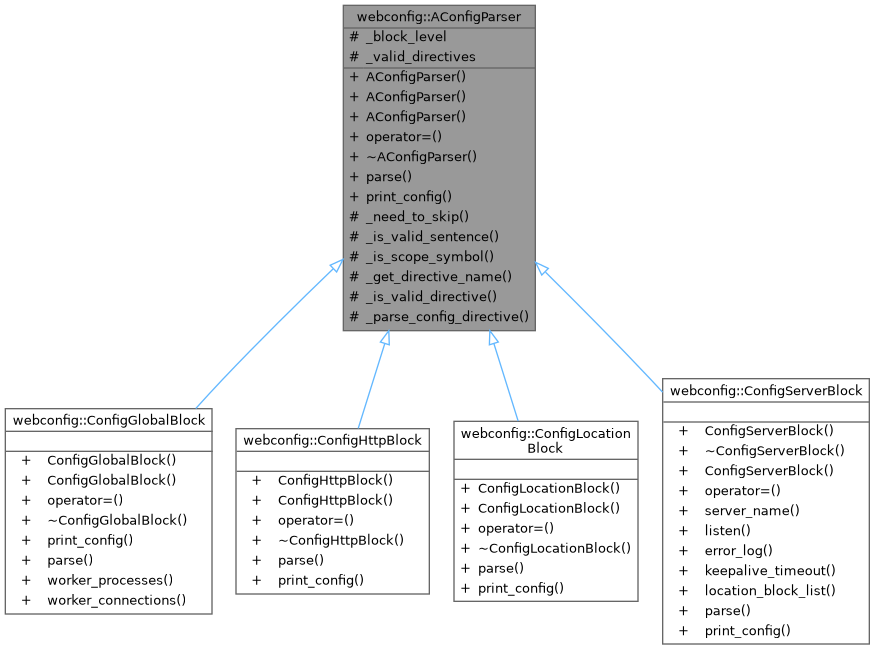 webconfig::AConfigParser
# _block_level
# _valid_directives
+ AConfigParser()
+ AConfigParser()
+ AConfigParser()
+ operator=()
+ ~AConfigParser()
+ parse()
+ print_config()
# _need_to_skip()
# _is_valid_sentence()
# _is_scope_symbol()
# _get_directive_name()
# _is_valid_directive()
# _parse_config_directive()
webconfig::ConfigGlobalBlock
+ ConfigGlobalBlock()
+ ConfigGlobalBlock()
+ operator=()
+ ~ConfigGlobalBlock()
+ print_config()
+ parse()
+ worker_processes()
+ worker_connections()
webconfig::ConfigHttpBlock
+ ConfigHttpBlock()
+ ConfigHttpBlock()
+ operator=()
+ ~ConfigHttpBlock()
+ parse()
+ print_config()
webconfig::ConfigLocation
Block
+ ConfigLocationBlock()
+ ConfigLocationBlock()
+ operator=()
+ ~ConfigLocationBlock()
+ parse()
+ print_config()
webconfig::ConfigServerBlock
+ ConfigServerBlock()
+ ~ConfigServerBlock()
+ ConfigServerBlock()
+ operator=()
+ server_name()
+ listen()
+ error_log()
+ keepalive_timeout()
+ location_block_list()
+ parse()
+ print_config()